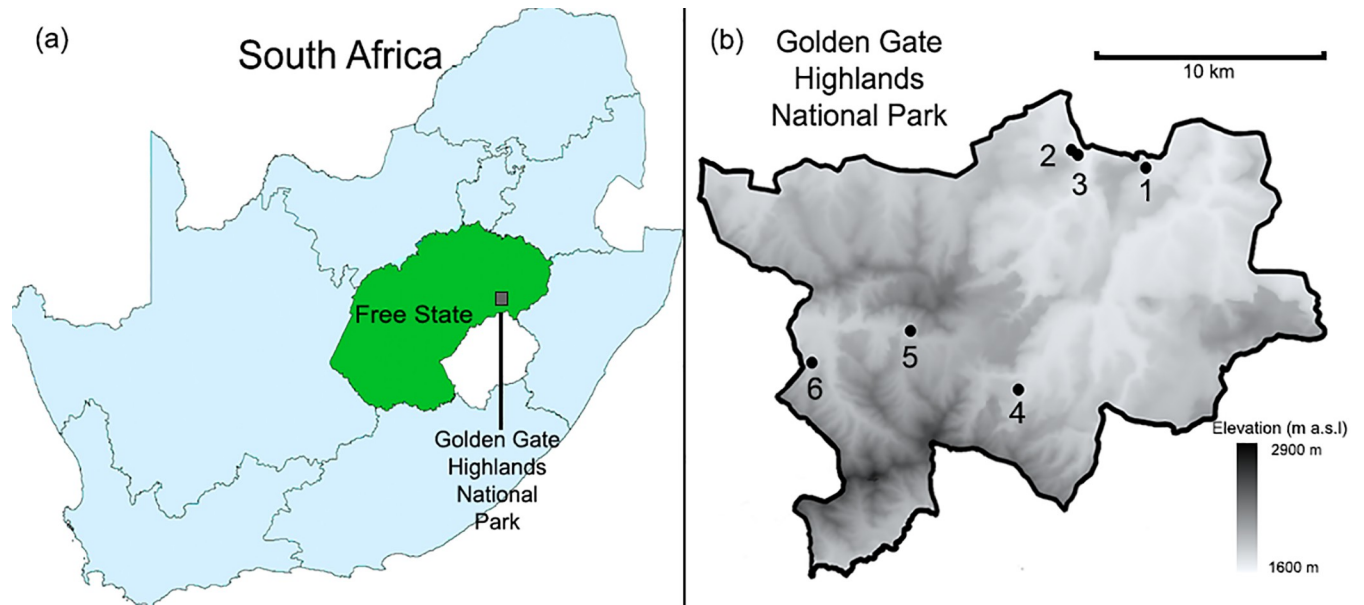 (a)
South Africa
Free State
Golden Gate
Highlands
National
Park
(b)
Golden Gate
Highlands
National Park
10 km
2
3
1
5
6
4
Elevation (m a.s.l)
2900 m
1600 m